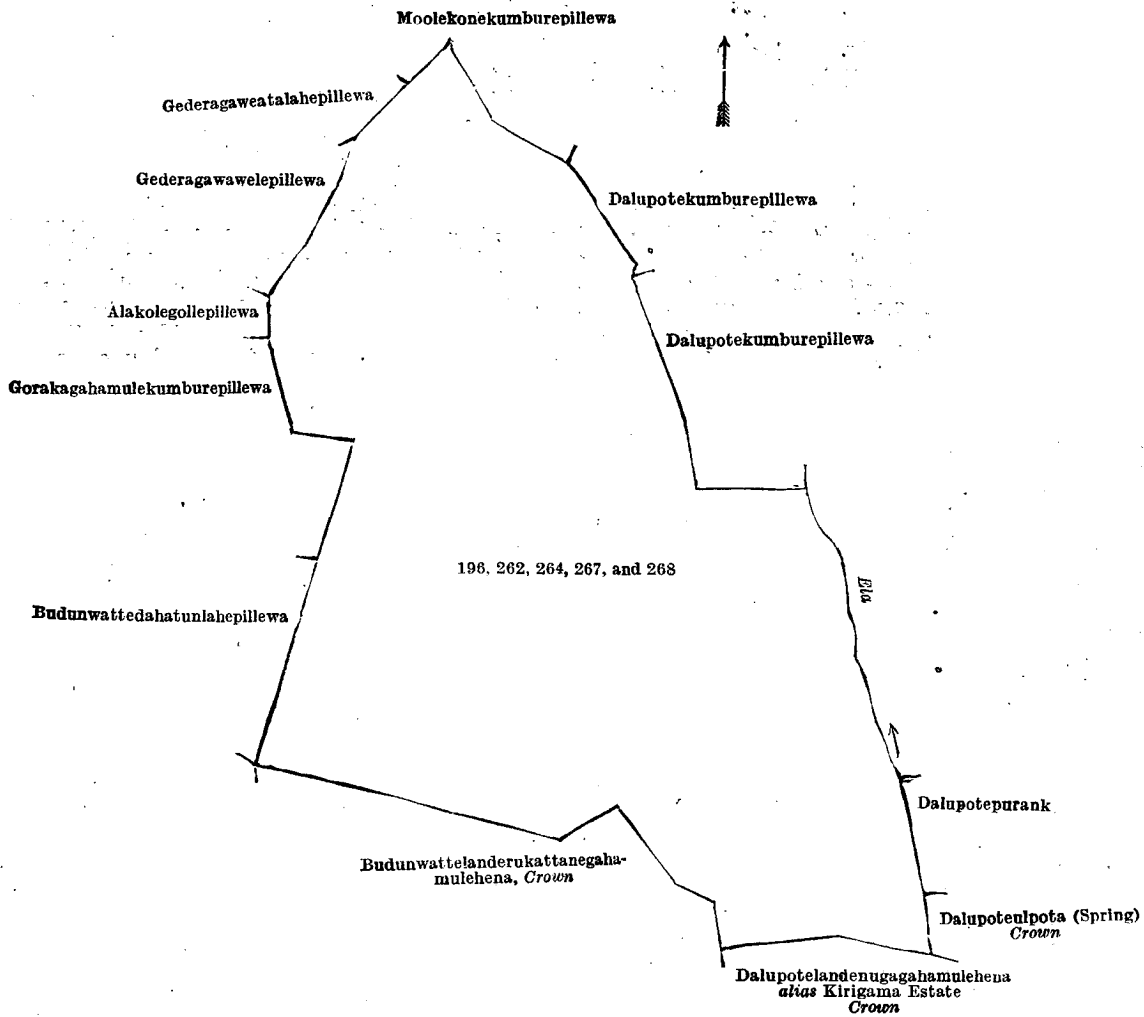 Moolekonekumburepillewa
Gederagaweatalahepillewa
Gederagawawelepillewa
Dalupotekumburepillewa
Alakolegollepillewa
Dalupotekumburepillewa
Gorakagahamulekumburepillewa
196, 262, 264, 267, and 268
Ela
Budunwattedahatunlahepillewa
Dalupotepurank
Budunwattelanderukattanegaha-
mulehena, Crown
Dalupoteulpota (Spring)
Crown
Dalupotelandenugagahamulehena
alias Kirigama Estate
Crown